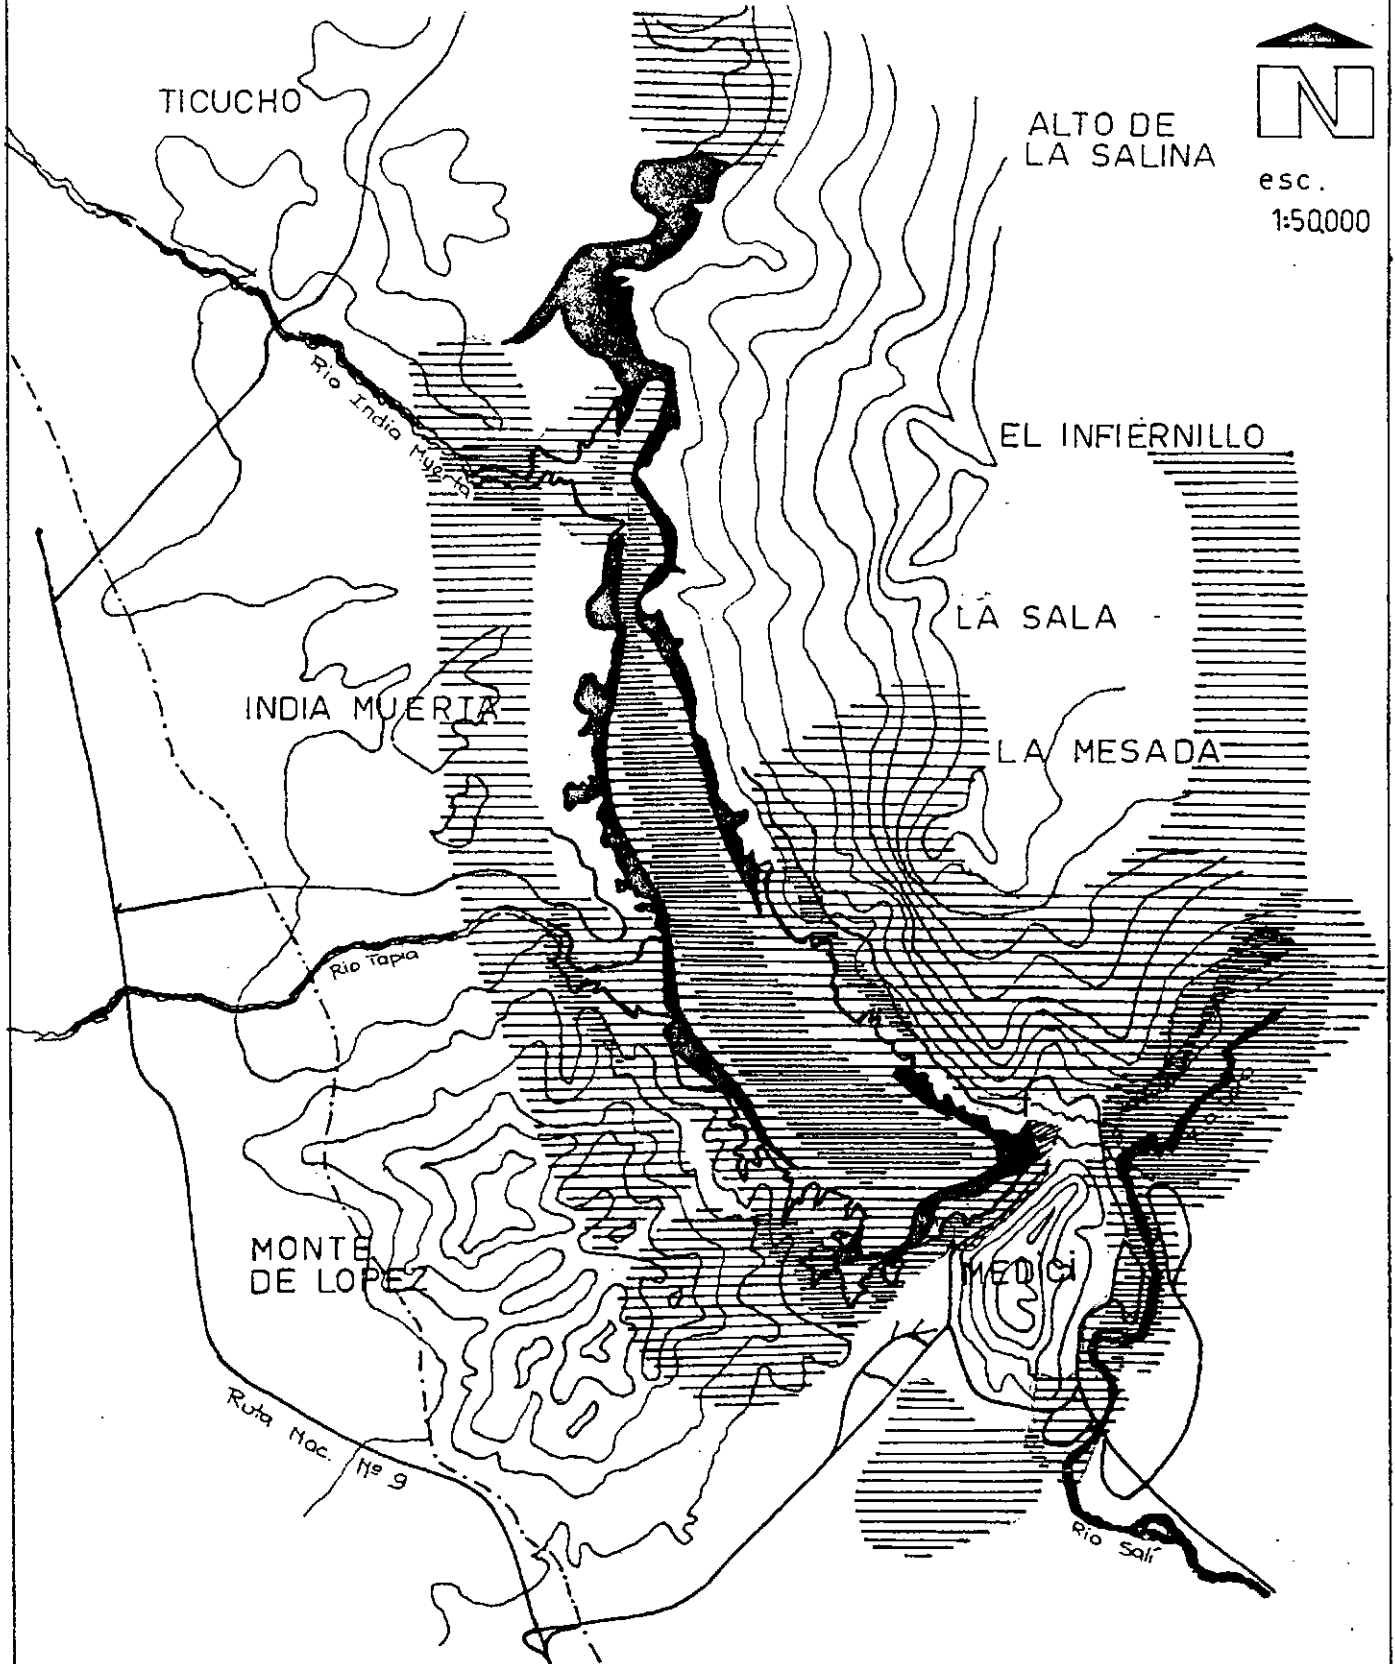 TICUCHO
ALTO DE
LA SALINA
N
esc.
1:50.000
Rio India Muerta
EL INFIERNILLO
LA SALA
INDIA MUERTA
LA MESADA
Rio Tapia
MONTE
DE LOPEZ
MEDICI
Ruta Nac. Nº 9
Rio Salí